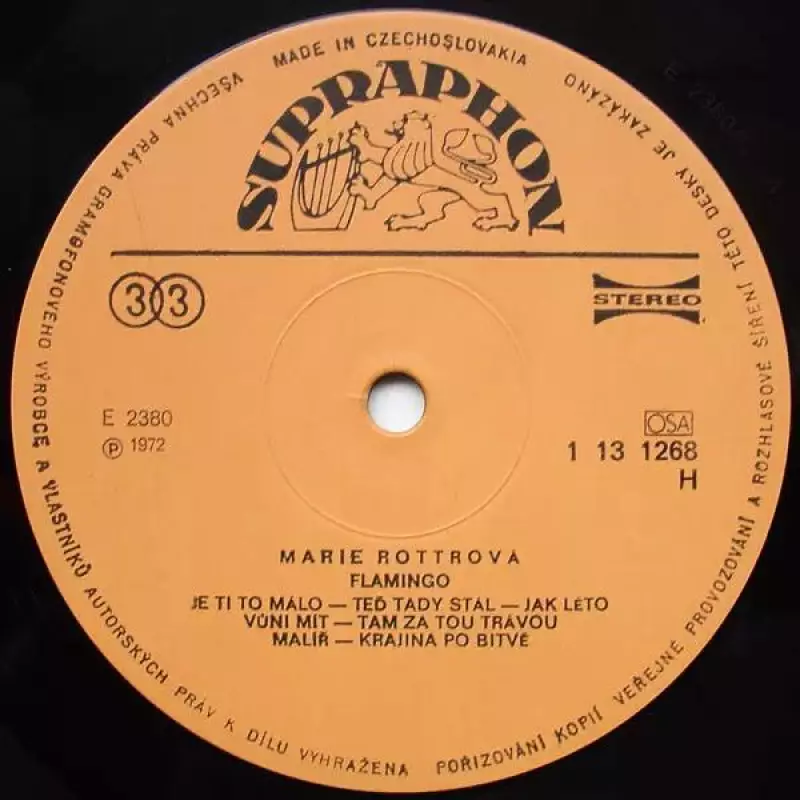 MADE IN CZECHOSLOVAKIA
VŠECHNA PRÁVA GRAMOFONOVÉHO VÝROBCE A VLASTNÍKŮ AUTORSKÝCH PRÁV K DÍLU VYHRAŽENA
POŘIZOVÁNÍ KOPIÍ VEŘEJNÉ PROVOZOVÁNÍ A ROZHLASOVÉ ŠÍŘENÍ TÉTO DESKY JE ZAKÁZÁNO
SUPRAPHON
33
STEREO
E 2380
℗ 1972
OSA
1 13 1268
H
MARIE ROTTROVÁ
FLAMINGO
JE TI TO MÁLO — TEĎ TADY STÁL — JAK LÉTO
VŮNI MÍT — TAM ZA TOU TRÁVOU
MALÍŘ — KRAJINA PO BITVĚ